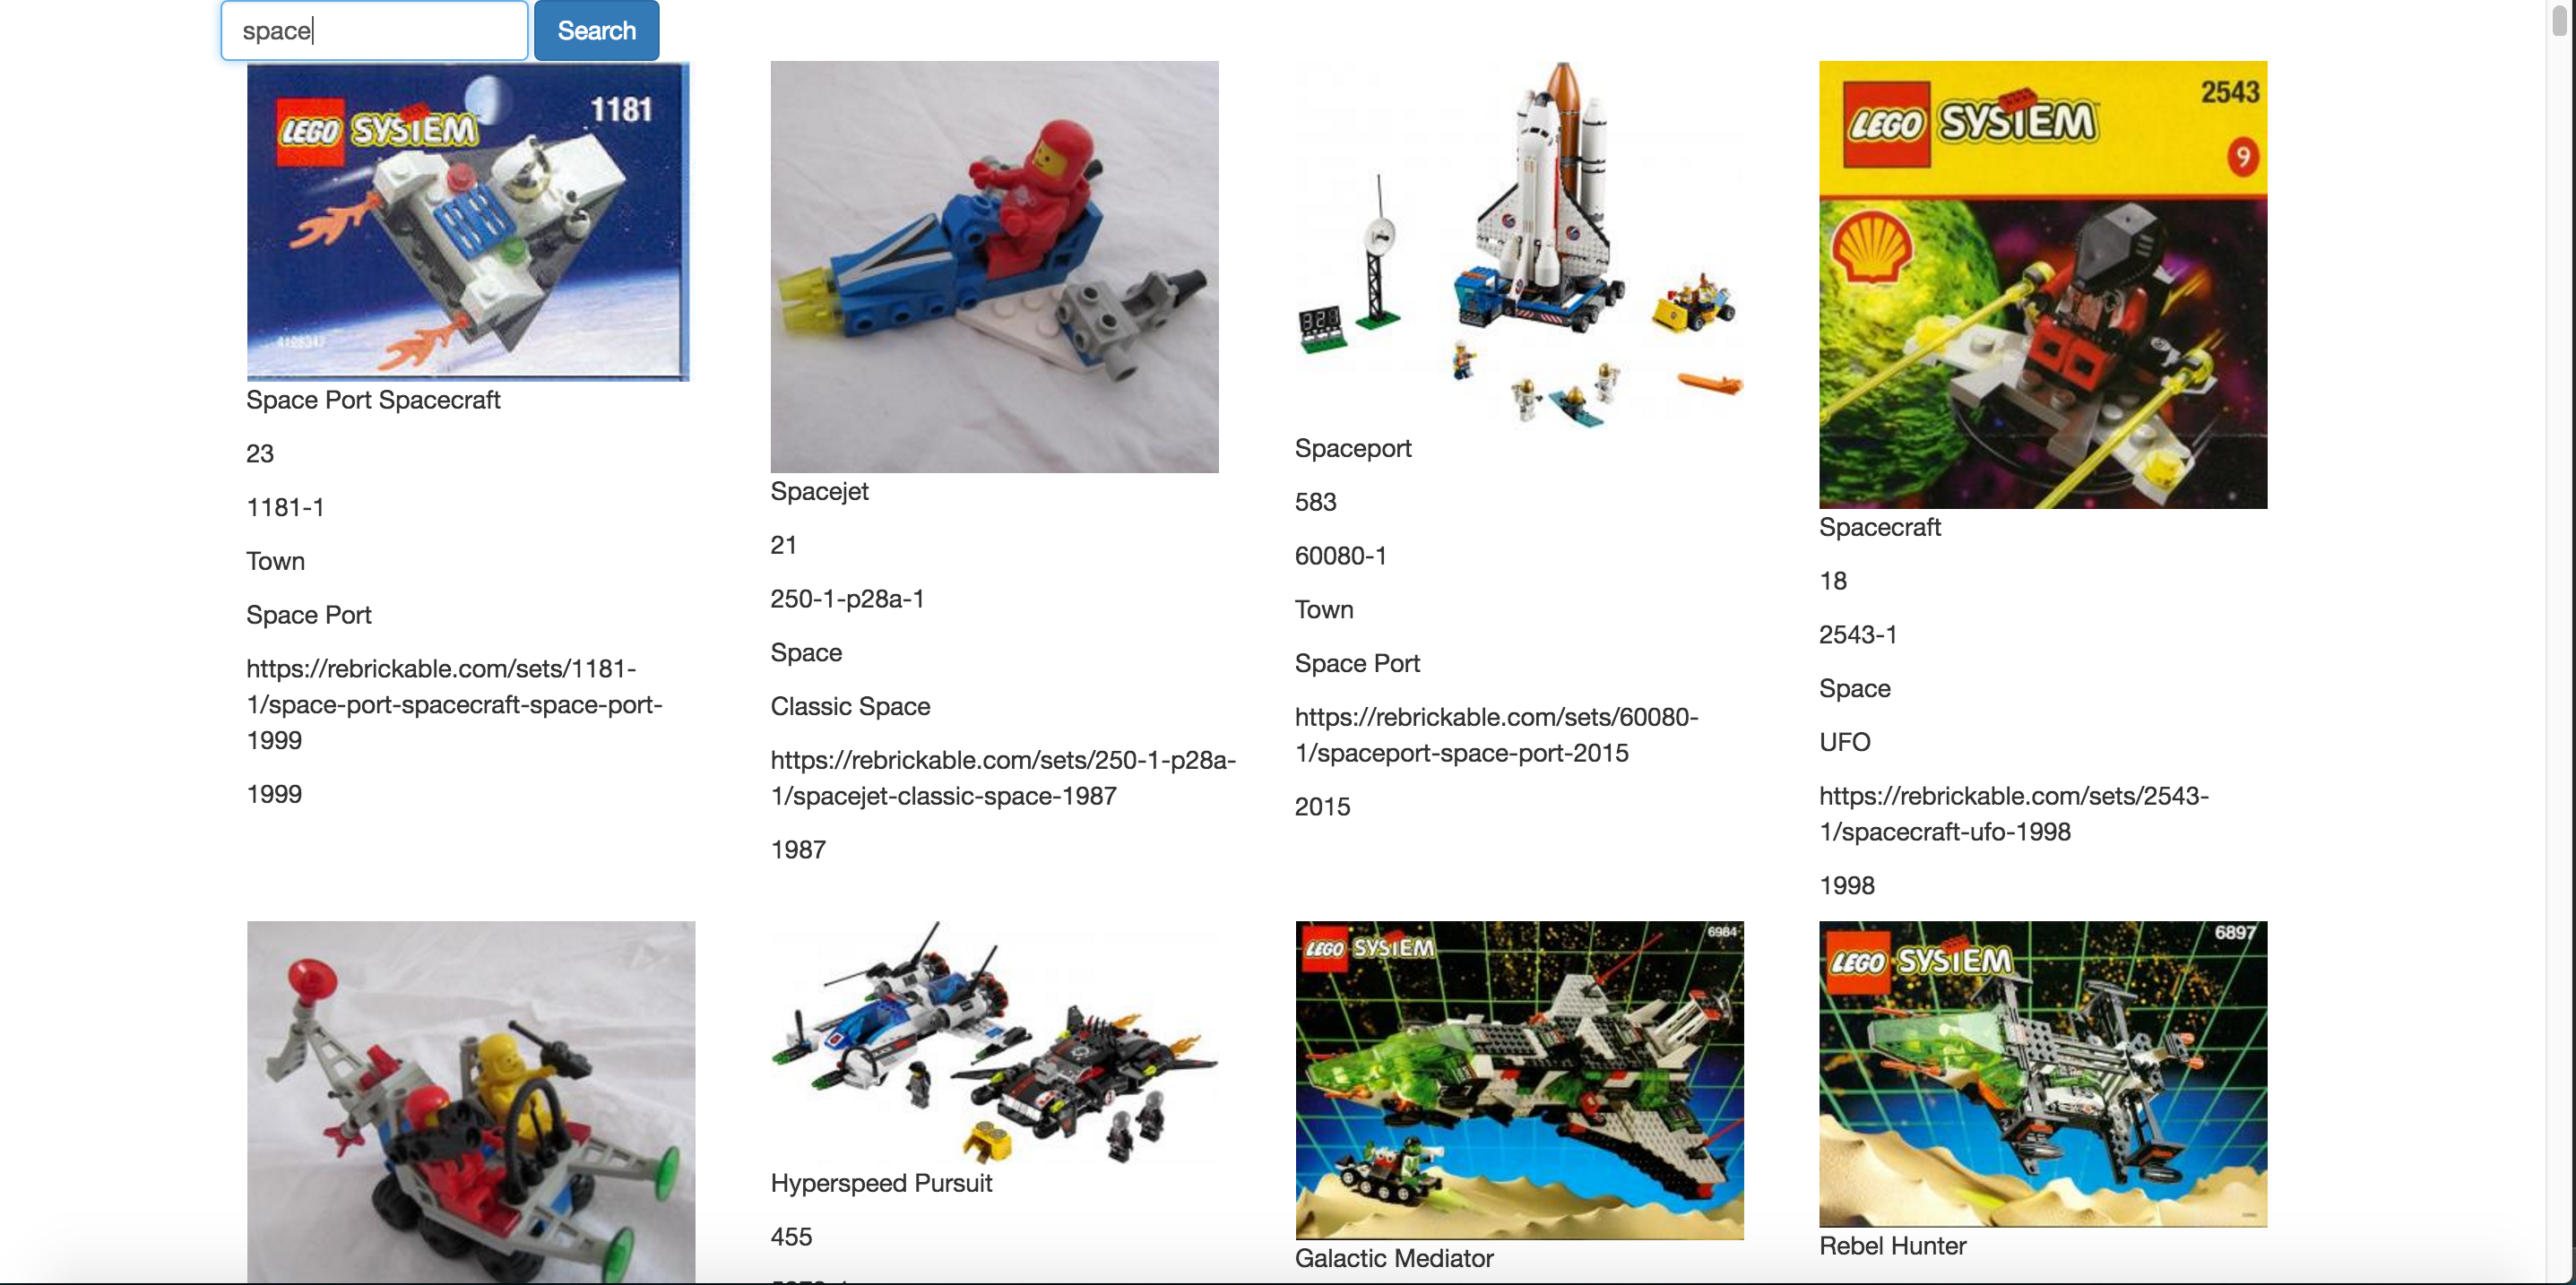 space
Search
LEGO SYSTEM
1181
4108347
Space Port Spacecraft
23
1181-1
Town
Space Port
https://rebrickable.com/sets/1181-
1/space-port-spacecraft-space-port-
1999
1999
Spacejet
21
250-1-p28a-1
Space
Classic Space
https://rebrickable.com/sets/250-1-p28a-
1/spacejet-classic-space-1987
1987
321
Spaceport
583
60080-1
Town
Space Port
https://rebrickable.com/sets/60080-
1/spaceport-space-port-2015
2015
LEGO SYSTEM
2543
9
Spacecraft
18
2543-1
Space
UFO
https://rebrickable.com/sets/2543-
1/spacecraft-ufo-1998
1998
Hyperspeed Pursuit
455
LEGO SYSTEM
6984
Galactic Mediator
LEGO SYSTEM
6897
Rebel Hunter